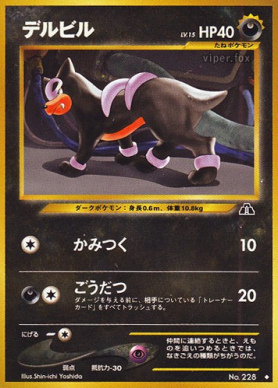 デルビル LV.15 HP40
たねポケモン
viper.fox
ダークポケモン：身長0.6m、体重10.8kg
かみつく 10
ごうだつ 20
ダメージを与える前に、相手についている「トレーナーカード」をすべてトラッシュする。
にげる
弱点 抵抗力-30
仲間に連絡するときと、えものを追いつめるときでは、なきごえの種類がちがうのだ。
Illus.Shin-ichi Yoshida
No.228